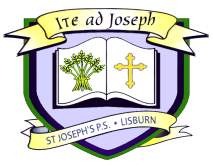 Ite ad Joseph
ST JOSEPH'S P.S. • LISBURN